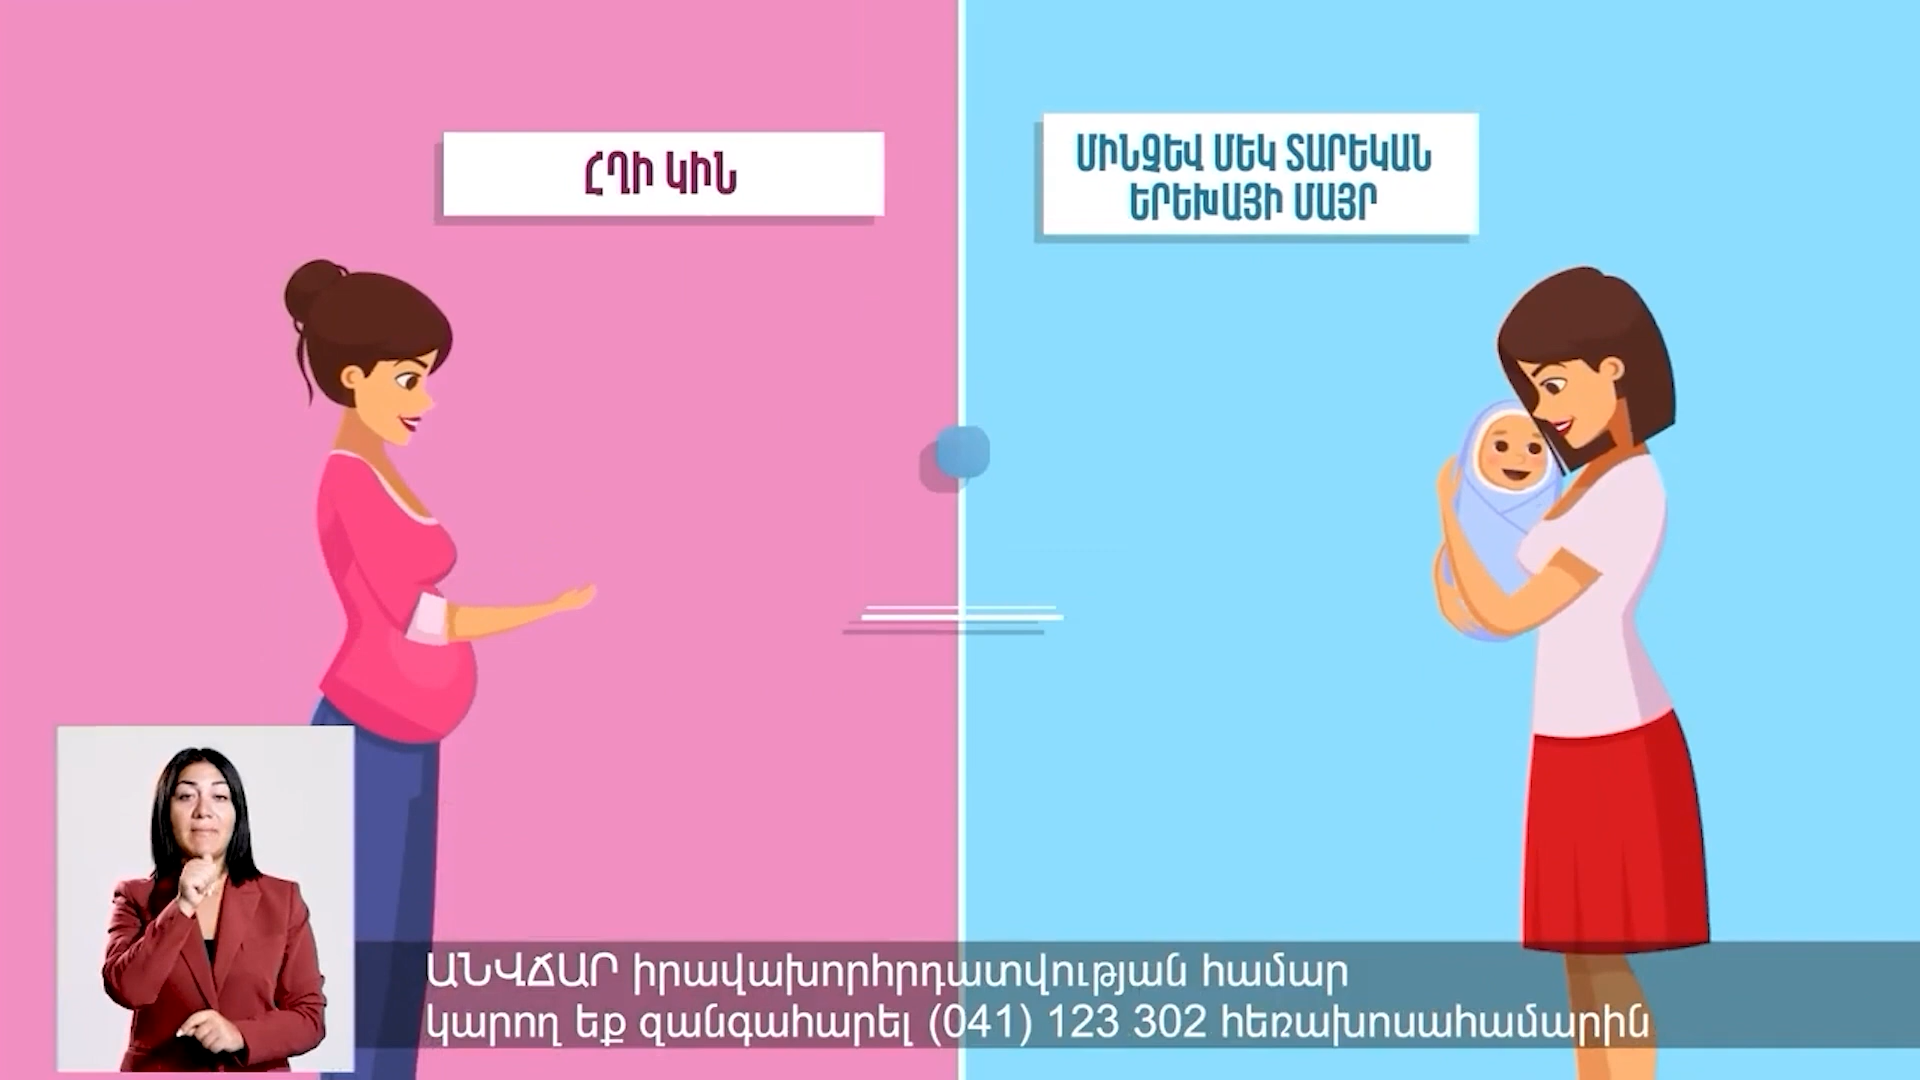 ՀՂԻ ԿԻՆ
ՄԻՆՉԵՎ ՄԵԿ ՏԱՐԵԿԱՆ
ԵՐԵԽԱՅԻ ՄԱՅՐ
ԱՆՎՃԱՐ իրավախորհրդատվության համար
կարող եք զանգահարել (041) 123 302 հեռախոսահամարին